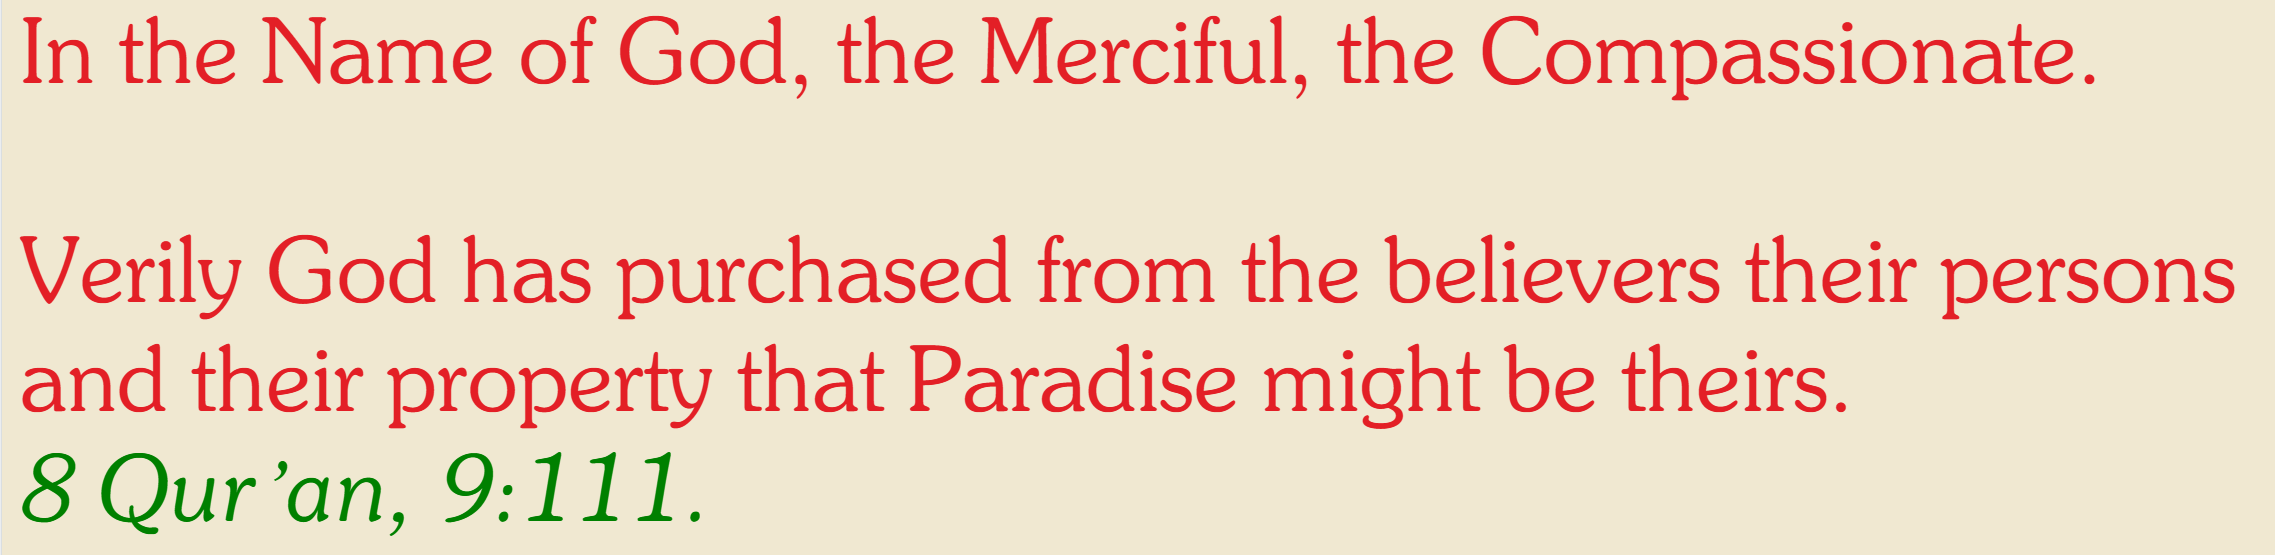 In the Name of God, the Merciful, the Compassionate.
Verily God has purchased from the believers their persons
and their property that Paradise might be theirs.
8 Qur’an, 9:111.